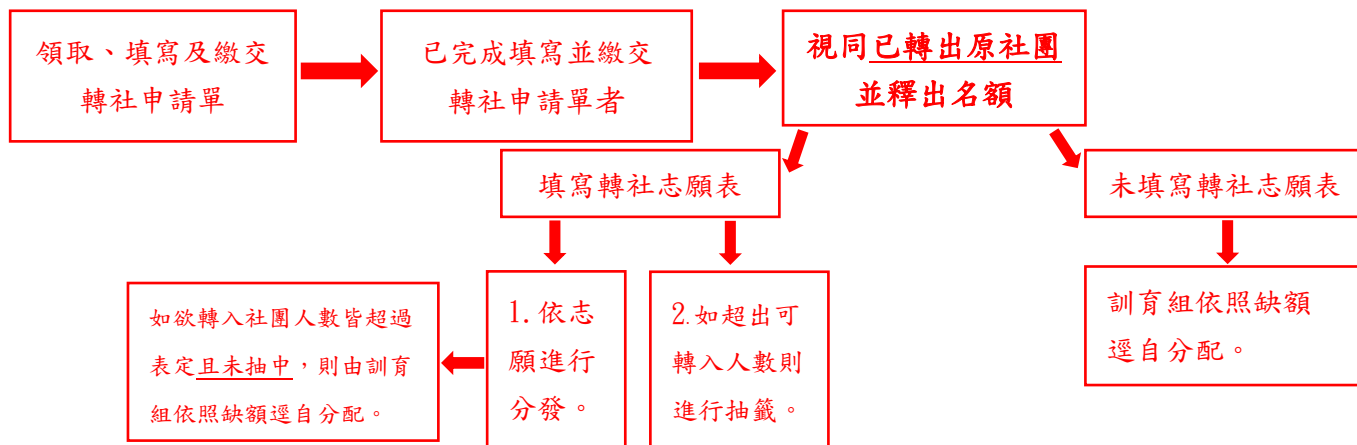 領取、填寫及繳交
轉社申請單
已完成填寫並繳交
轉社申請單者
視同已轉出原社團
並釋出名額
填寫轉社志願表
未填寫轉社志願表
如欲轉入社團人數皆超過
表定且未抽中，則由訓育
組依照缺額逕自分配。
1.依志
願進行
分發。
2.如超出可
轉入人數則
進行抽籤。
訓育組依照缺額
逕自分配。